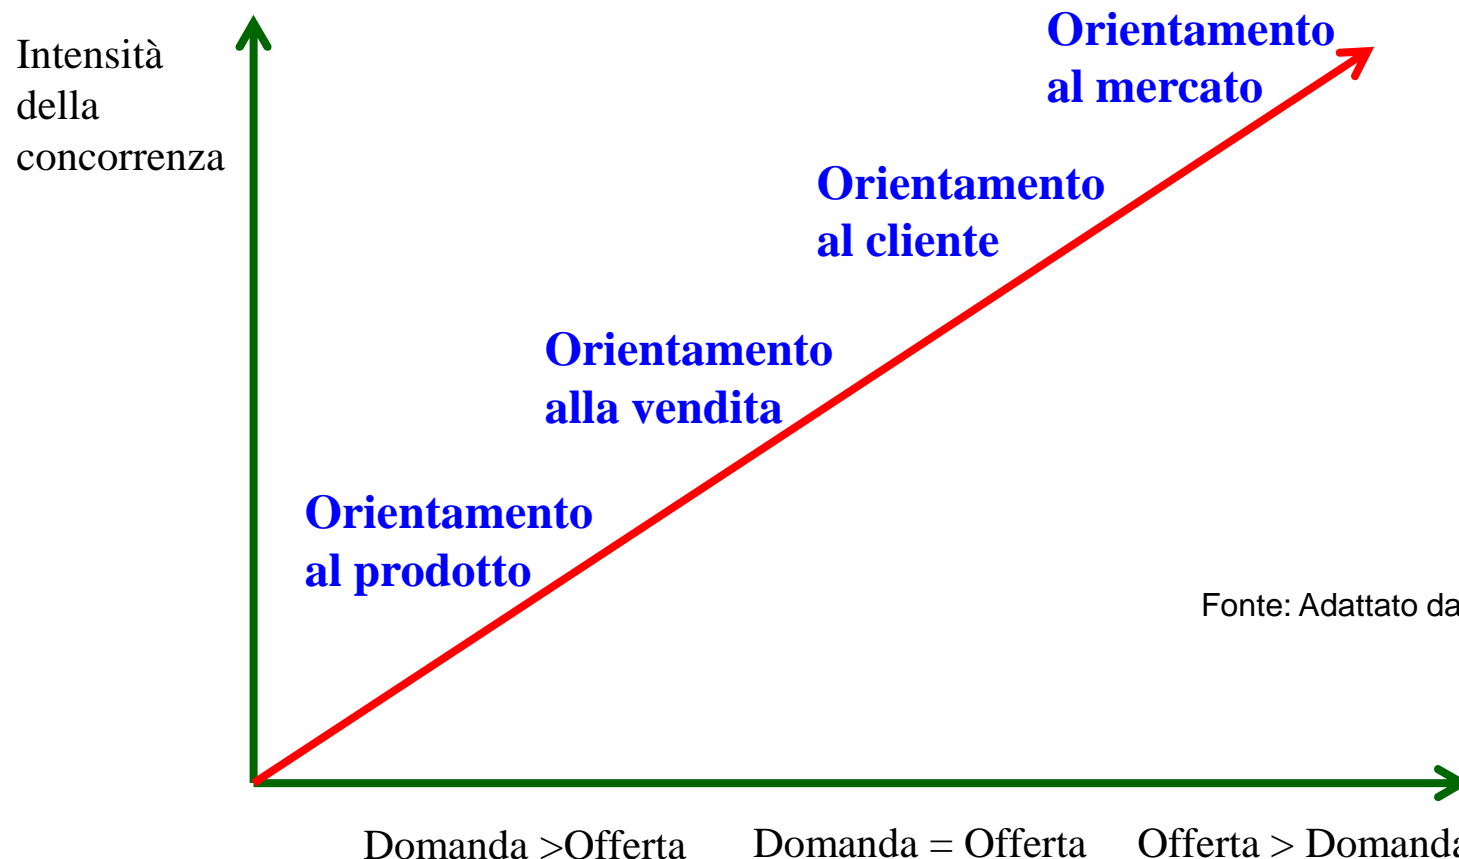 Intensità
della
concorrenza
Orientamento
al mercato
Orientamento
al cliente
Orientamento
alla vendita
Orientamento
al prodotto
Fonte: Adattato da
Domanda >Offerta
Domanda = Offerta
Offerta > Domanda